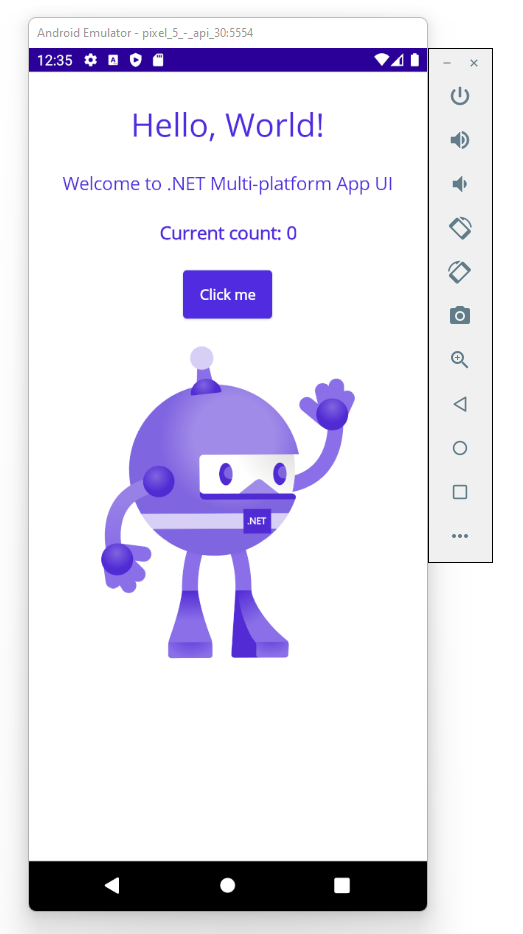 Android Emulator - pixel_5_-_api_30:5554
12:35
A
Hello, World!
Welcome to .NET Multi-platform App UI
Current count: 0
Click me
.NET